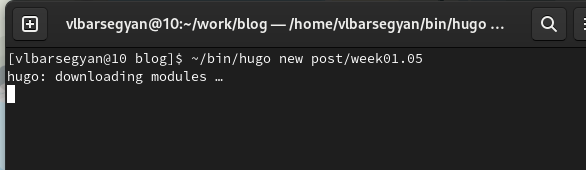 vlbarsegyan@10:~/work/blog — /home/vlbarsegyan/bin/hugo …
[vlbarsegyan@10 blog]$ ~/bin/hugo new post/week01.05
hugo: downloading modules …